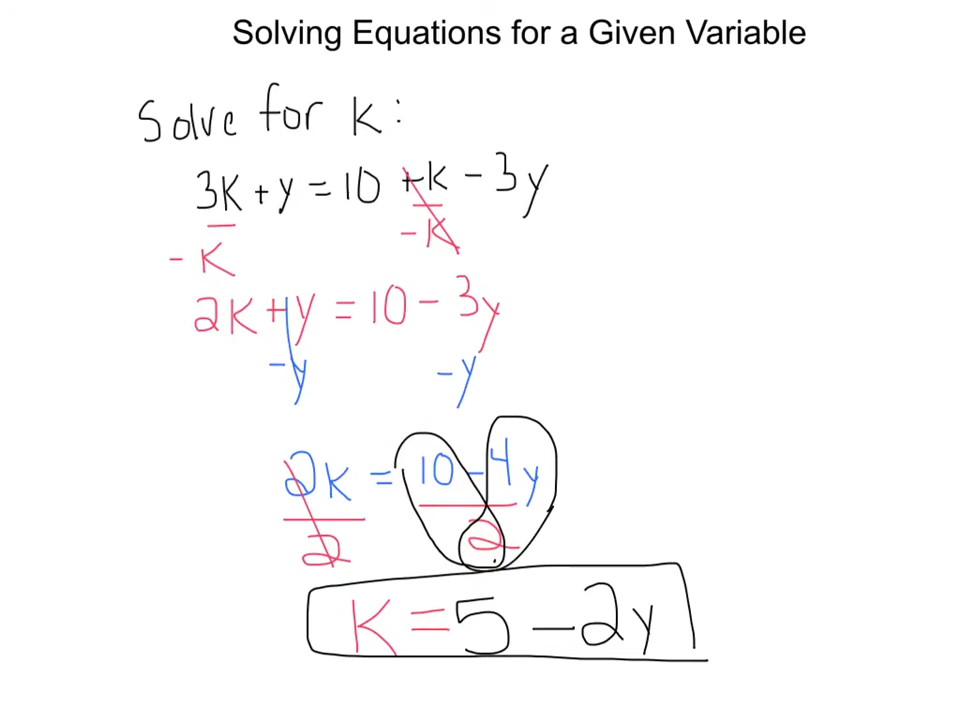 Solving Equations for a Given Variable
Solve for K:
3K + y = 10 + K - 3y
- K - K
2K + y = 10 - 3y
- y - y
2K = 10 - 4y
2 2
K = 5 - 2y